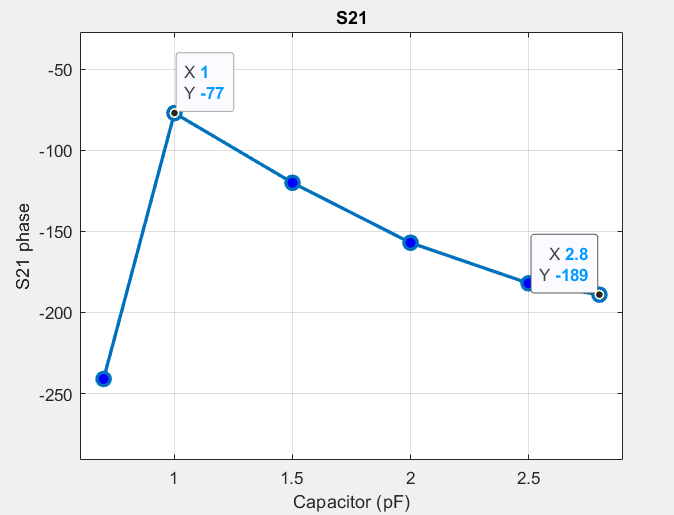 S21
-50
-100
-150
-200
-250
S21 phase
X 1
Y -77
X 2.8
Y -189
1
1.5
2
2.5
Capacitor (pF)